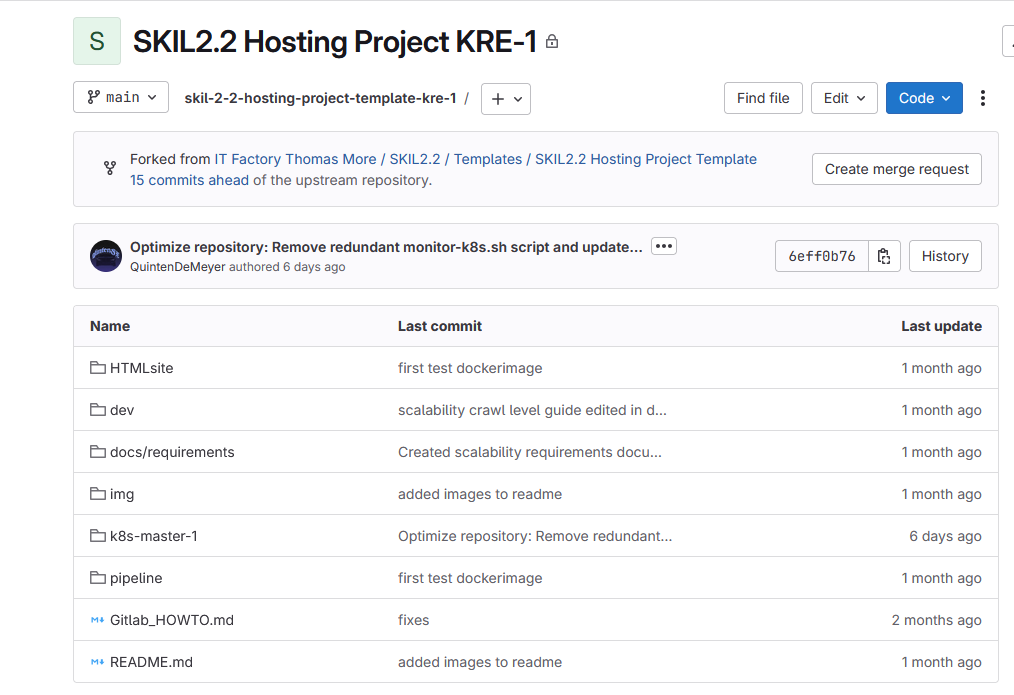 S SKIL2.2 Hosting Project KRE-1
main skil-2-2-hosting-project-template-kre-1 / + Find file Edit Code
Forked from IT Factory Thomas More / SKIL2.2 / Templates / SKIL2.2 Hosting Project Template
15 commits ahead of the upstream repository.
Create merge request
Optimize repository: Remove redundant monitor-k8s.sh script and update...
QuintenDeMeyer authored 6 days ago
6eff0b76 History
Name Last commit Last update
HTMLsite first test dockerimage 1 month ago
dev scalability crawl level guide edited in d... 1 month ago
docs/requirements Created scalability requirements docu... 1 month ago
img added images to readme 1 month ago
k8s-master-1 Optimize repository: Remove redundant... 6 days ago
pipeline first test dockerimage 1 month ago
Gitlab_HOWTO.md fixes 2 months ago
README.md added images to readme 1 month ago